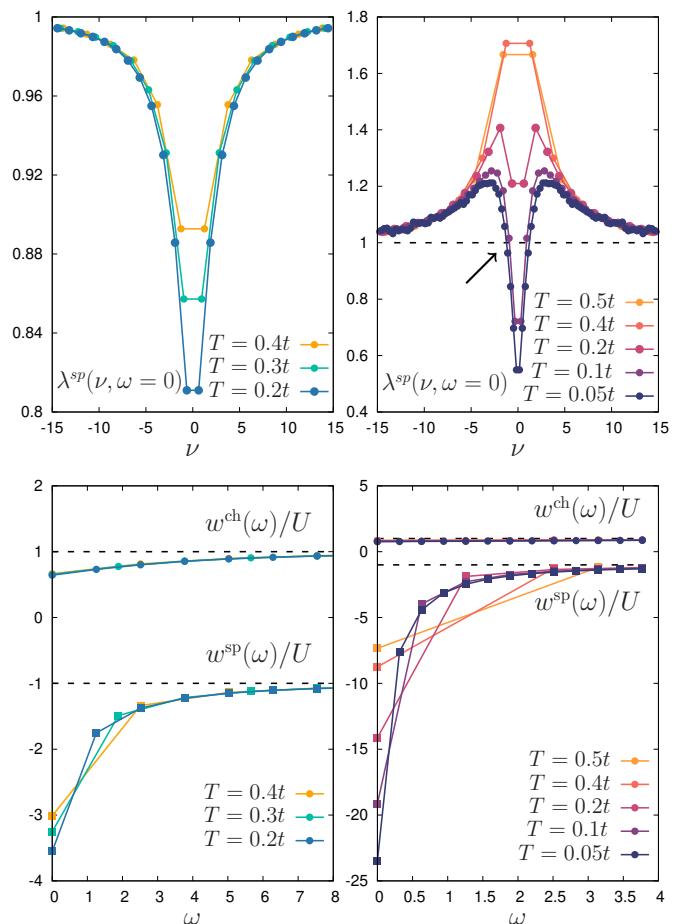 1
0.96
0.92
0.88
0.84
0.8
λ^{sp}(ν, ω = 0)
T = 0.4t
T = 0.3t
T = 0.2t
-15 -10 -5 0 5 10 15
ν
1.8
1.6
1.4
1.2
1
0.8
0.6
0.4
T = 0.5t
T = 0.4t
T = 0.2t
T = 0.1t
T = 0.05t
λ^{sp}(ν, ω = 0)
-15 -10 -5 0 5 10 15
ν
2
1
0
-1
-2
-3
-4
w^{ch}(ω)/U
w^{sp}(ω)/U
T = 0.4t
T = 0.3t
T = 0.2t
0 1 2 3 4 5 6 7 8
ω
5
0
-5
-10
-15
-20
-25
w^{ch}(ω)/U
w^{sp}(ω)/U
T = 0.5t
T = 0.4t
T = 0.2t
T = 0.1t
T = 0.05t
0 0.5 1 1.5 2 2.5 3 3.5 4
ω